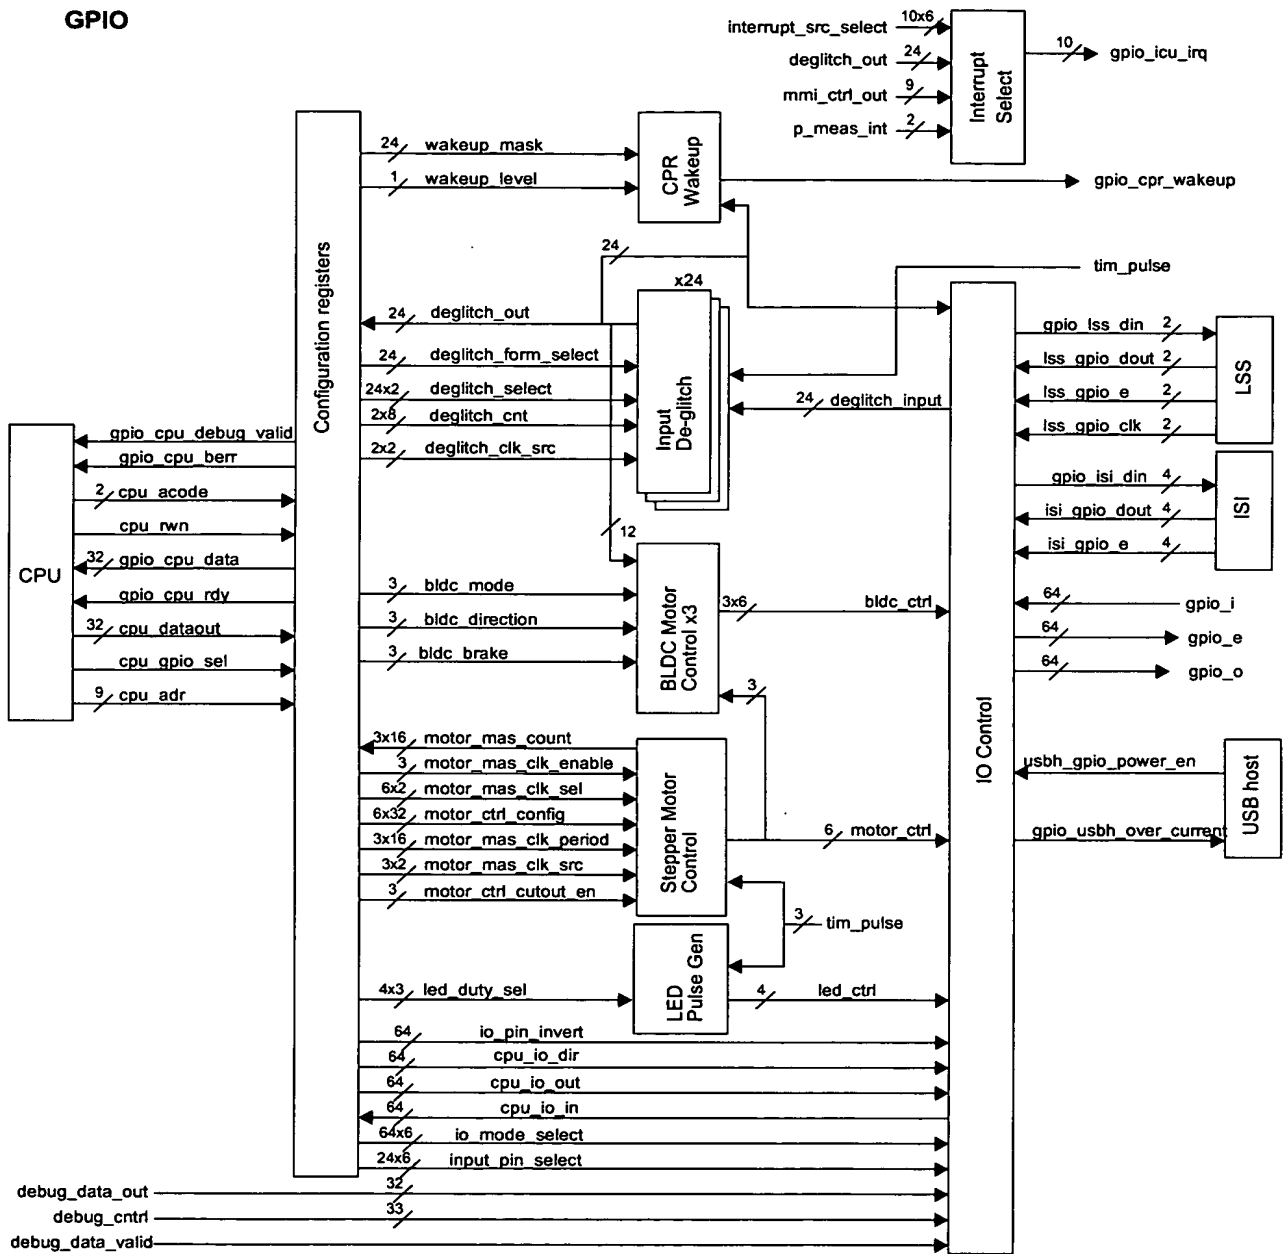 GPIO
interrupt_src_select 10x6
deglitch_out 24
mmi_ctrl_out 9
p_meas_int 2
Interrupt
Select
10 gpio_icu_irq
Configuration registers
24 wakeup_mask
1 wakeup_level
CPR
Wakeup
gpio_cpr_wakeup
24
x24
tim_pulse
24 deglitch_out
24 deglitch_form_select
24x2 deglitch_select
2x8 deglitch_cnt
2x2 deglitch_clk_src
Input
De-glitch
24 deglitch_input
12
CPU
gpio_cpu_debug_valid
gpio_cpu_berr
2 cpu_acode
cpu_rwn
32 gpio_cpu_data
gpio_cpu_rdy
32 cpu_dataout
cpu_gpio_sel
9 cpu_adr
3 bldc_mode
3 bldc_direction
3 bldc_brake
BLDC Motor
Control x3
3x6 bldc_ctrl
3
3x16 motor_mas_count
3 motor_mas_clk_enable
6x2 motor_mas_clk_sel
6x32 motor_ctrl_config
3x16 motor_mas_clk_period
3x2 motor_mas_clk_src
3 motor_ctrl_cutout_en
Stepper Motor
Control
6 motor_ctrl
3 tim_pulse
4x3 led_duty_sel
LED
Pulse Gen
4 led_ctrl
64 io_pin_invert
64 cpu_io_dir
64 cpu_io_out
64 cpu_io_in
64x6 io_mode_select
24x6 input_pin_select
debug_data_out 32
debug_cntrl 33
debug_data_valid
IO Control
gpio_lss_din 2
lss_gpio_dout 2
lss_gpio_e 2
lss_gpio_clk 2
LSS
gpio_isi_din 4
isi_gpio_dout 4
isi_gpio_e 4
ISI
64 gpio_i
64 gpio_e
64 gpio_o
usbh_gpio_power_en
gpio_usbh_over_current
USB host